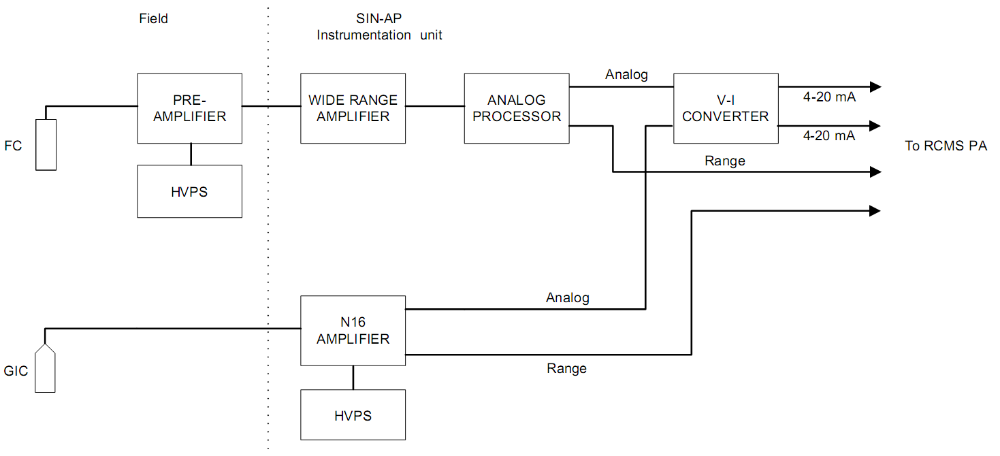 Field
SIN-AP
Instrumentation unit
Analog
PRE-
AMPLIFIER
WIDE RANGE
AMPLIFIER
ANALOG
PROCESSOR
V-I
CONVERTER
4-20 mA
4-20 mA
FC
To RCMS PA
Range
HVPS
Analog
N16
AMPLIFIER
GIC
Range
HVPS